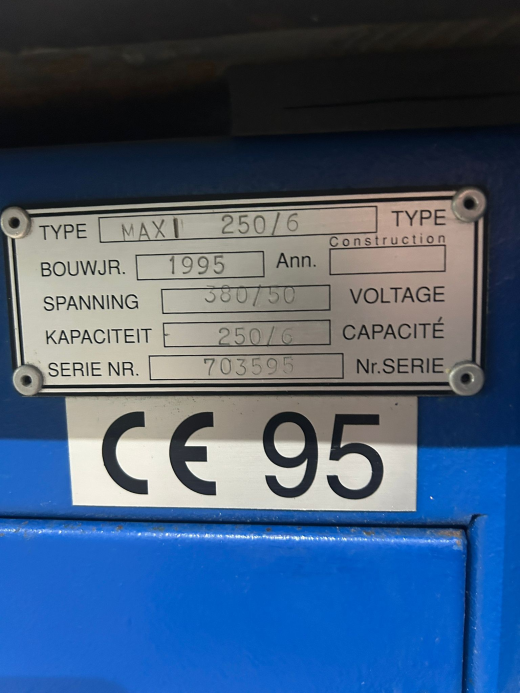 TYPE MAXI 250/6 TYPE
Construction
BOUWJR. 1995 Ann.
SPANNING 380/50 VOLTAGE
KAPACITEIT 250/6 CAPACITÉ
SERIE NR. 703595 Nr.SERIE
CE 95